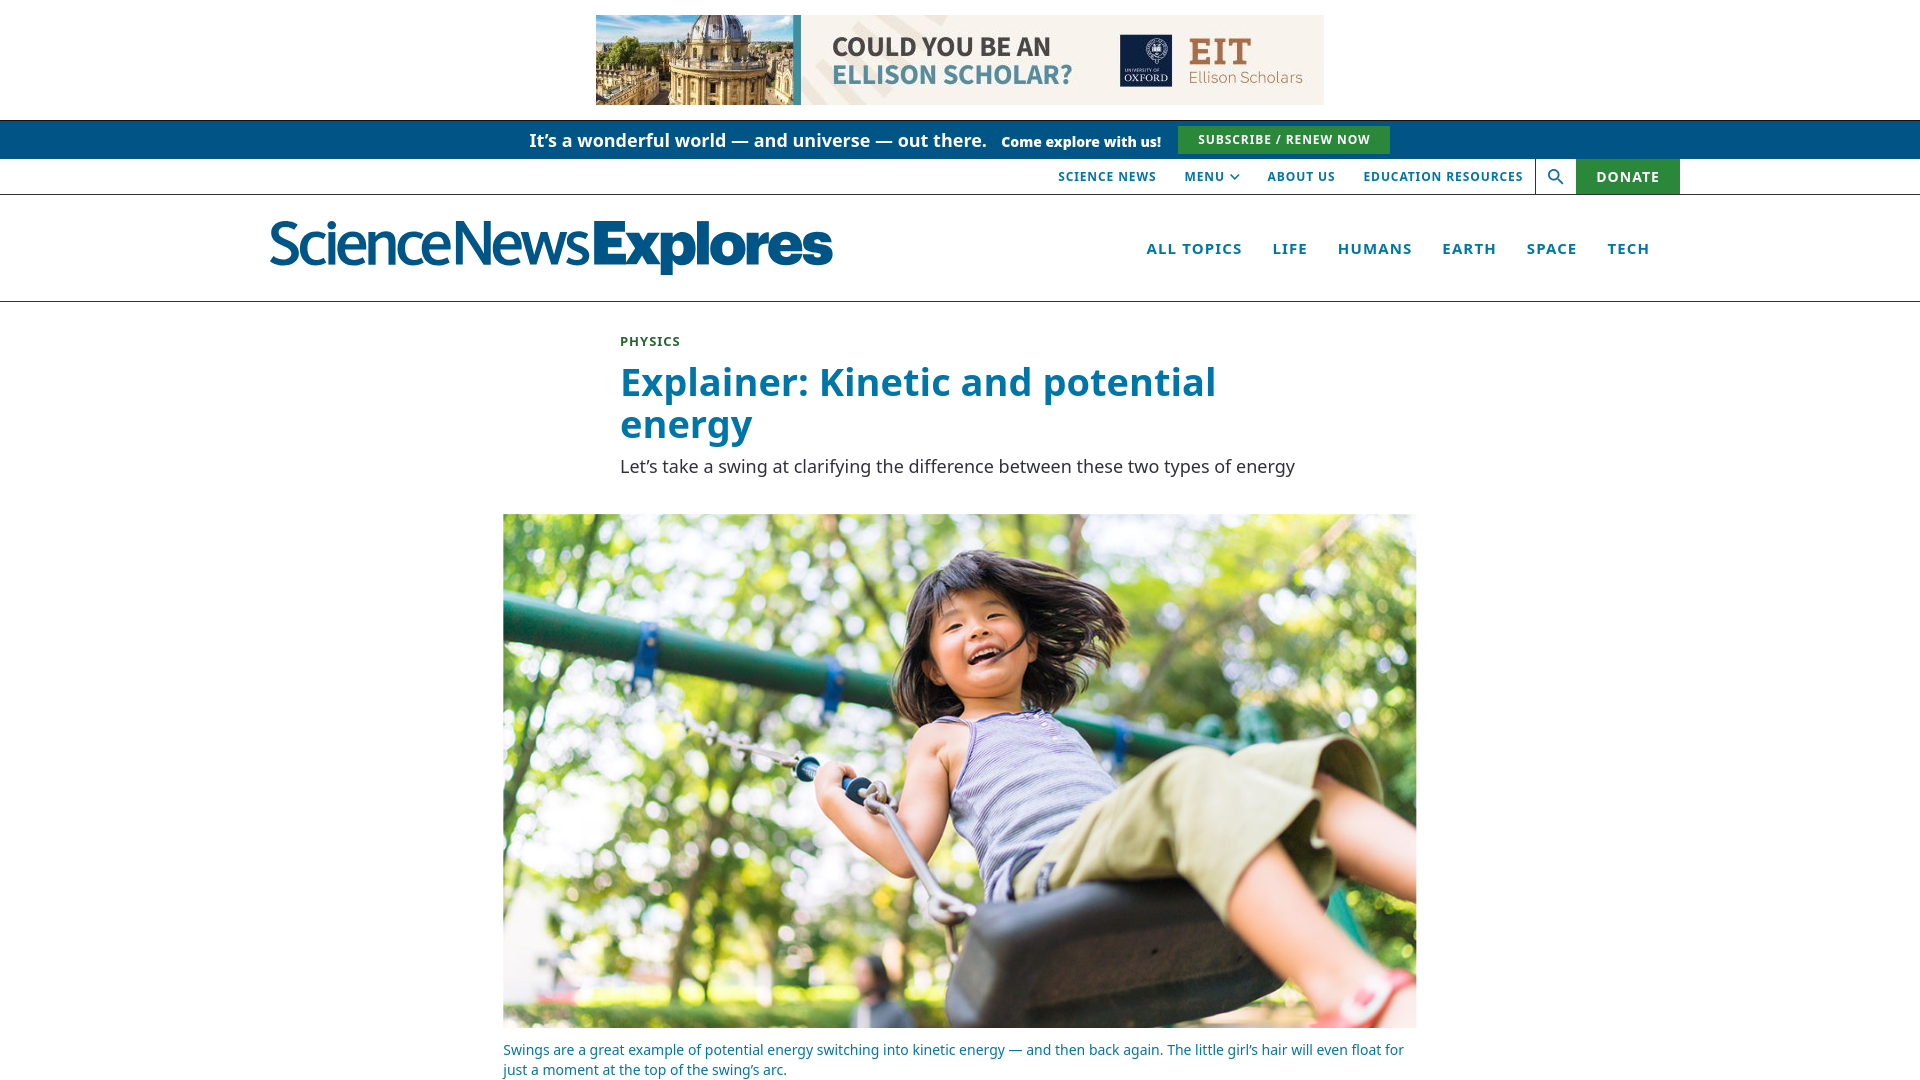 COULD YOU BE AN
ELLISON SCHOLAR?
UNIVERSITY OF
OXFORD
EIT
Ellison Scholars
It’s a wonderful world — and universe — out there. Come explore with us! SUBSCRIBE / RENEW NOW
SCIENCE NEWS MENU ABOUT US EDUCATION RESOURCES DONATE
ScienceNewsExplores
ALL TOPICS LIFE HUMANS EARTH SPACE TECH
PHYSICS
Explainer: Kinetic and potential
energy
Let’s take a swing at clarifying the difference between these two types of energy
Swings are a great example of potential energy switching into kinetic energy — and then back again. The little girl’s hair will even float for
just a moment at the top of the swing’s arc.